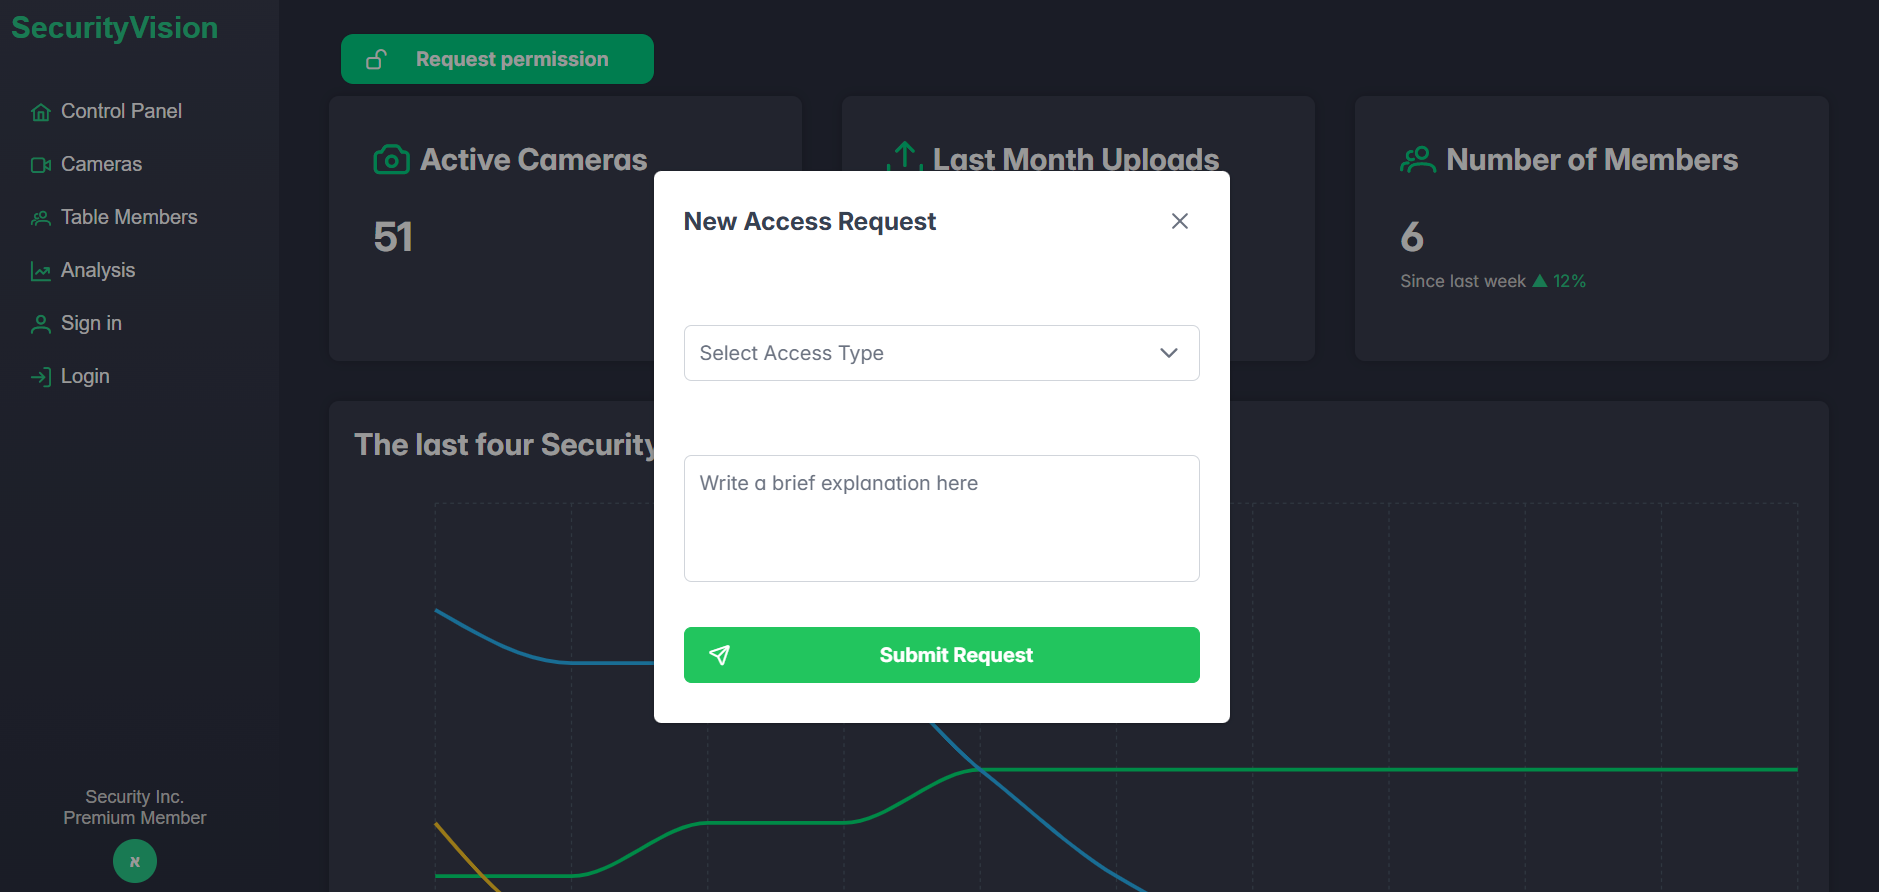 SecurityVision
Control Panel
Cameras
Table Members
Analysis
Sign in
Login
Security Inc.
Premium Member
א
Request permission
Active Cameras
51
Last Month Uploads
Number of Members
6
Since last week ▲ 12%
The last four Security
New Access Request
Select Access Type
Write a brief explanation here
Submit Request